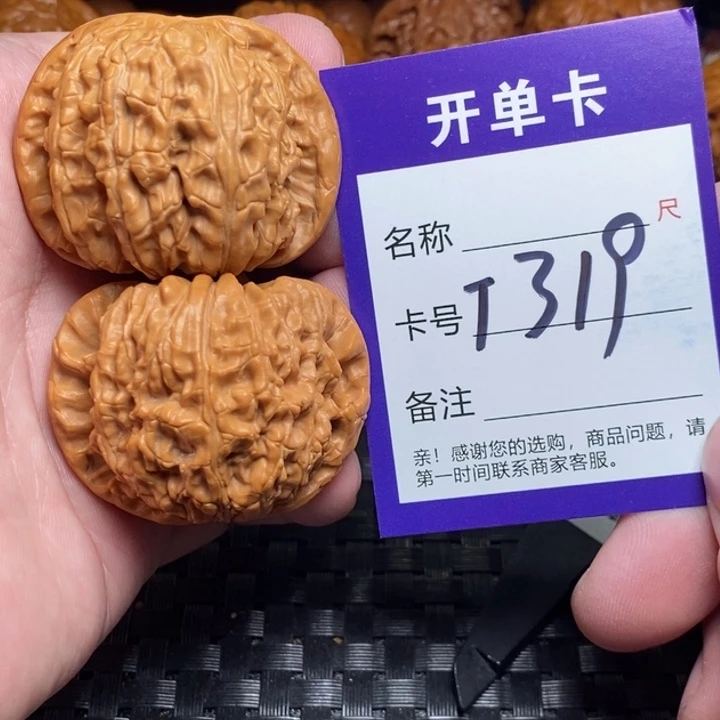 开单卡
名称 尺
卡号 T319
备注
亲！感谢您的选购，商品问题，请
第一时间联系商家客服。